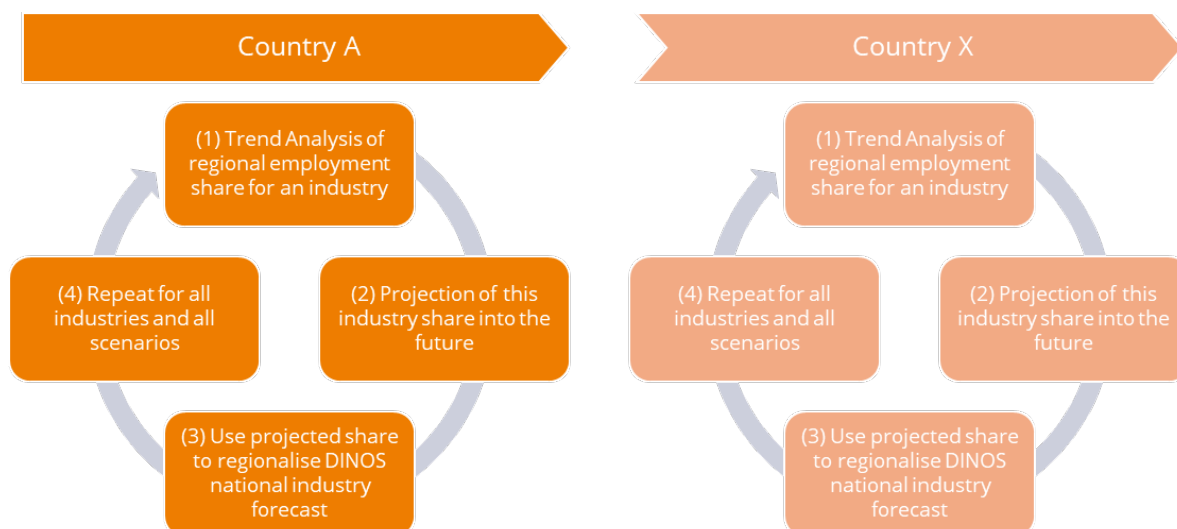 Country A
(1) Trend Analysis of
regional employment
share for an industry
(2) Projection of this
industry share into the
future
(3) Use projected share
to regionalise DINOS
national industry
forecast
(4) Repeat for all
industries and all
scenarios
Country X
(1) Trend Analysis of
regional employment
share for an industry
(2) Projection of this
industry share into the
future
(3) Use projected share
to regionalise DINOS
national industry
forecast
(4) Repeat for all
industries and all
scenarios